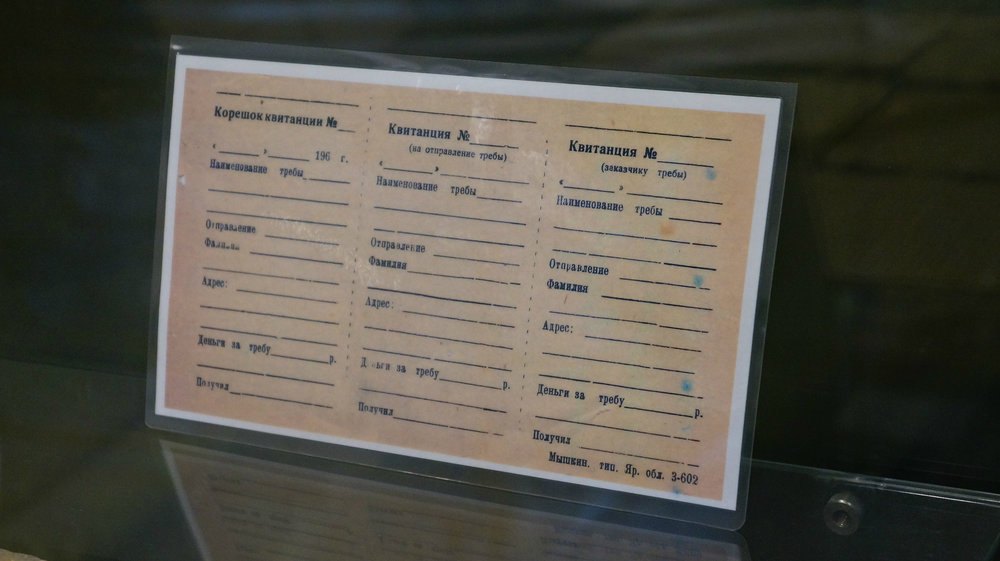 Корешок квитанции №
« » 196 г.
Наименование требы
Отправление
Фамилия
Адрес:
Деньги за требу р.
Получил
Квитанция №
(на отправление требы)
« »
Наименование требы
Отправление
Фамилия
Адрес:
Деньги за требу р.
Получил
Квитанция №
(заказчику требы)
« »
Наименование требы
Отправление
Фамилия
Адрес:
Деньги за требу р.
Получил
Мышкин. тип. Яр. обл. З-602